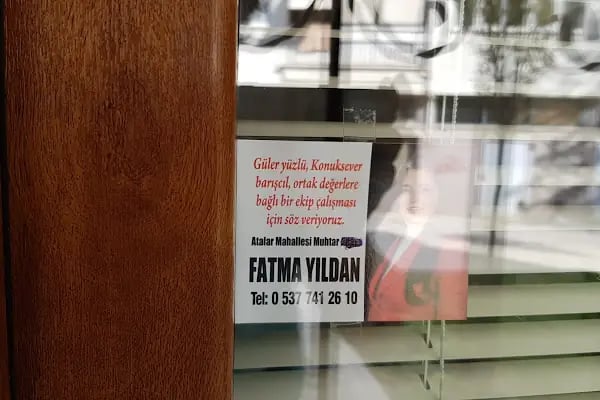 Güler yüzlü, Konuksever
barışcıl, ortak değerlere
bağlı bir ekip çalışması
için söz veriyoruz.
Atalar Mahallesi Muhtar
FATMA YILDAN
Tel: 0 537 741 26 10